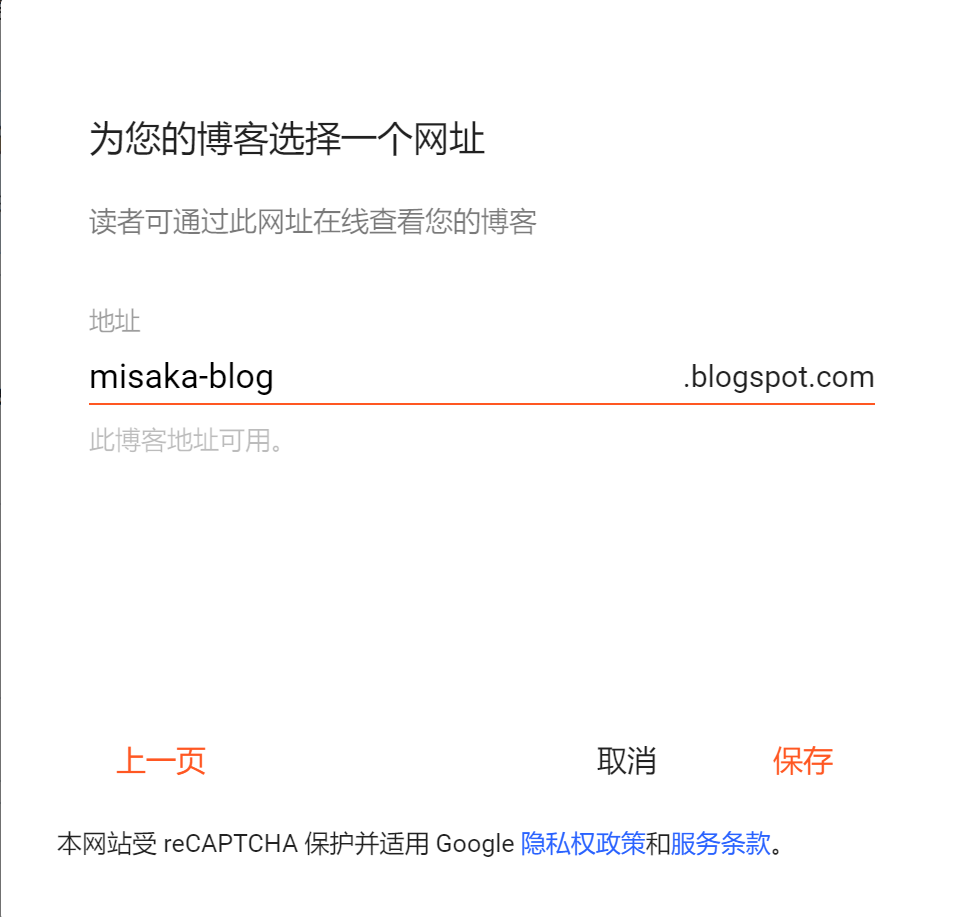 为您的博客选择一个网址
读者可通过此网址在线查看您的博客
地址
misaka-blog .blogspot.com
此博客地址可用。
上一页 取消 保存
本网站受 reCAPTCHA 保护并适用 Google 隐私权政策和服务条款。